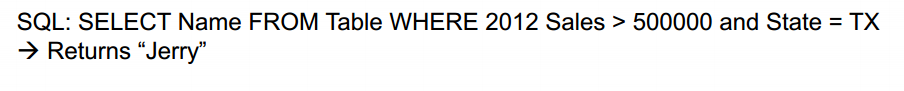 SQL: SELECT Name FROM Table WHERE 2012 Sales > 500000 and State = TX
→ Returns “Jerry”